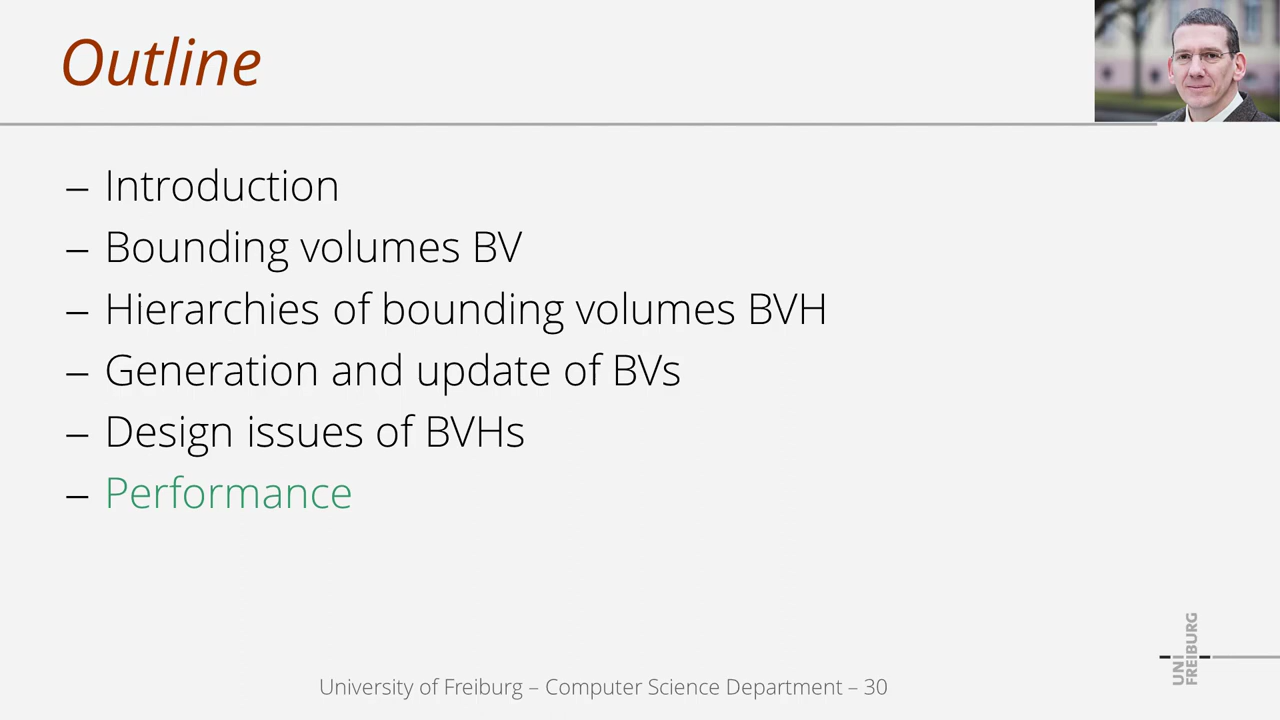 Outline
– Introduction
– Bounding volumes BV
– Hierarchies of bounding volumes BVH
– Generation and update of BVs
– Design issues of BVHs
– Performance
UNI
FREIBURG
University of Freiburg – Computer Science Department – 30